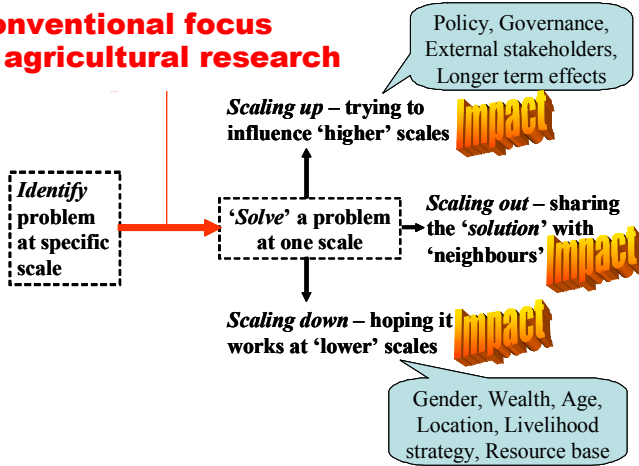 onventional focus
agricultural research
Policy, Governance,
External stakeholders,
Longer term effects
Scaling up – trying to
influence ‘higher’ scales
Impact
Identify
problem
at specific
scale
‘Solve’ a problem
at one scale
Scaling out – sharing
the ‘solution’ with
‘neighbours’
Impact
Scaling down – hoping it
works at ‘lower’ scales
Impact
Gender, Wealth, Age,
Location, Livelihood
strategy, Resource base